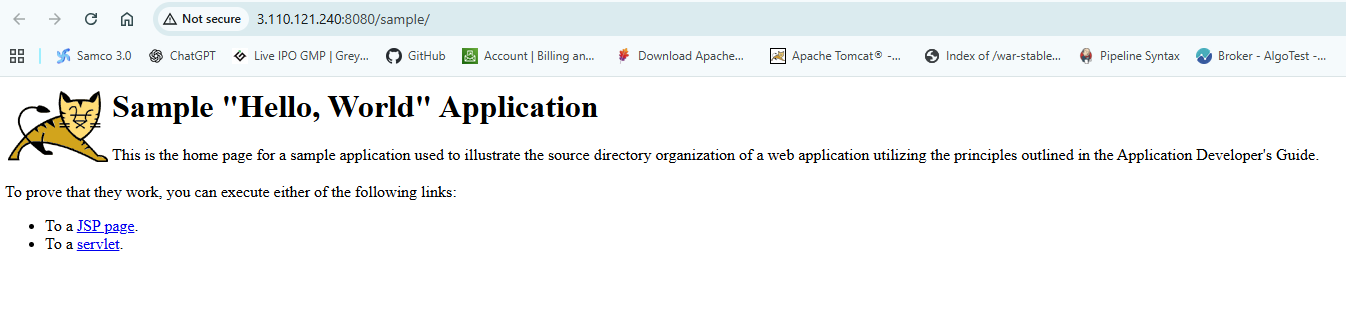 Not secure 3.110.121.240:8080/sample/
Samco 3.0 ChatGPT Live IPO GMP | Grey... GitHub Account | Billing an... Download Apache... Apache Tomcat® -... Index of /war-stable... Pipeline Syntax Broker - AlgoTest -...
Sample "Hello, World" Application
This is the home page for a sample application used to illustrate the source directory organization of a web application utilizing the principles outlined in the Application Developer's Guide.
To prove that they work, you can execute either of the following links:
• To a JSP page.
• To a servlet.